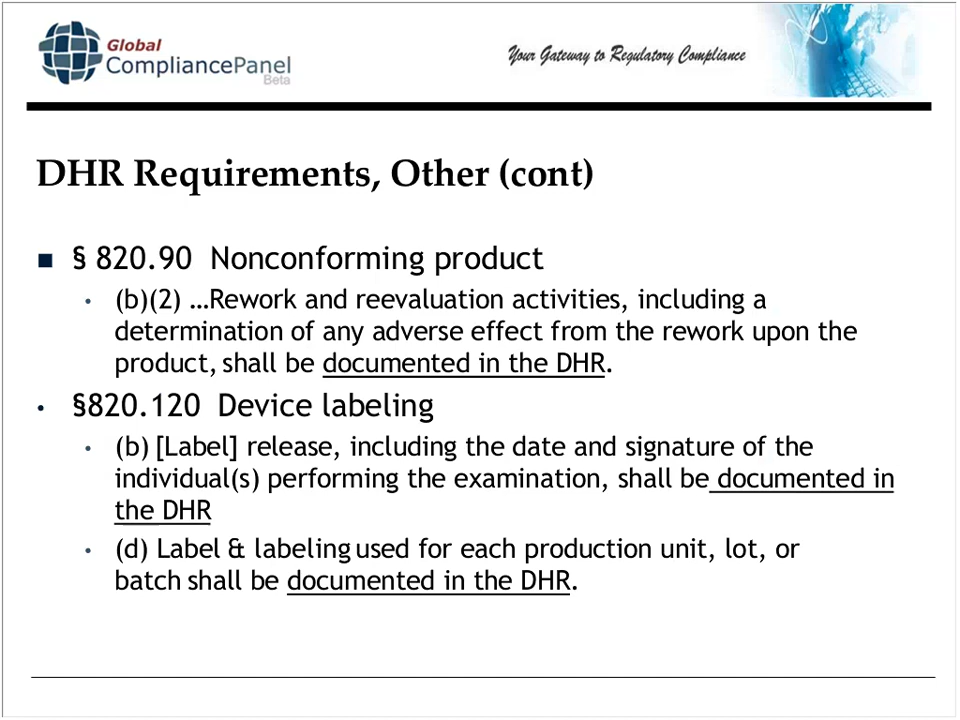 Global
CompliancePanel
Beta
Your Gateway to Regulatory Compliance
DHR Requirements, Other (cont)
§ 820.90 Nonconforming product
(b)(2) …Rework and reevaluation activities, including a
determination of any adverse effect from the rework upon the
product, shall be documented in the DHR.
§820.120 Device labeling
(b) [Label] release, including the date and signature of the
individual(s) performing the examination, shall be documented in
the DHR
(d) Label & labeling used for each production unit, lot, or
batch shall be documented in the DHR.